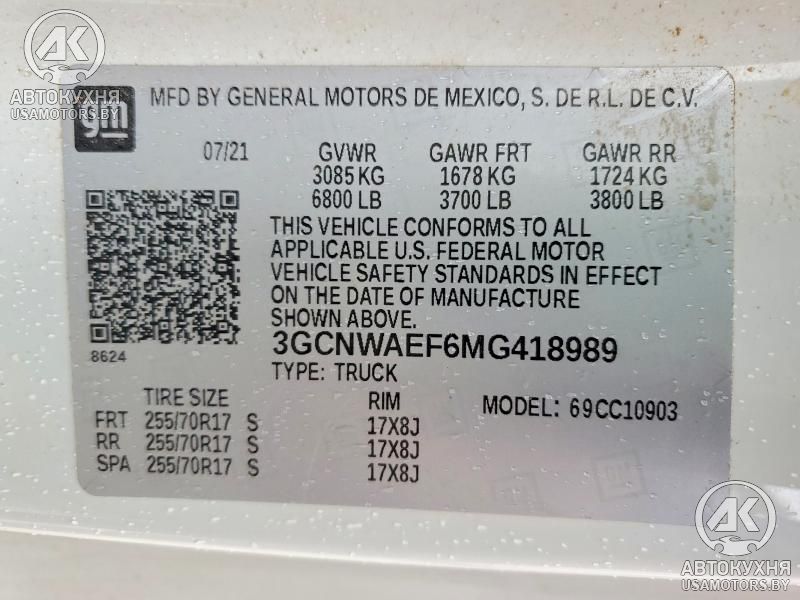 AK
АВТОКУХНЯ
USAMOTORS.BY
gm
MFD BY GENERAL MOTORS DE MEXICO, S. DE R.L. DE C.V.
07/21 GVWR GAWR FRT GAWR RR
3085 KG 1678 KG 1724 KG
6800 LB 3700 LB 3800 LB
THIS VEHICLE CONFORMS TO ALL
APPLICABLE U.S. FEDERAL MOTOR
VEHICLE SAFETY STANDARDS IN EFFECT
ON THE DATE OF MANUFACTURE
SHOWN ABOVE.
8624
3GCNWAEF6MG418989
TYPE: TRUCK
TIRE SIZE RIM MODEL: 69CC10903
FRT 255/70R17 S 17X8J
RR 255/70R17 S 17X8J
SPA 255/70R17 S 17X8J
AK
АВТОКУХНЯ
USAMOTORS.BY